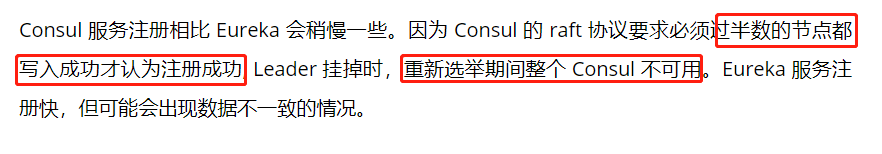 Consul 服务注册相比 Eureka 会稍慢一些。因为 Consul 的 raft 协议要求必须过半数的节点都
写入成功才认为注册成功, Leader 挂掉时，重新选举期间整个 Consul 不可用。Eureka 服务注
册快，但可能会出现数据不一致的情况。